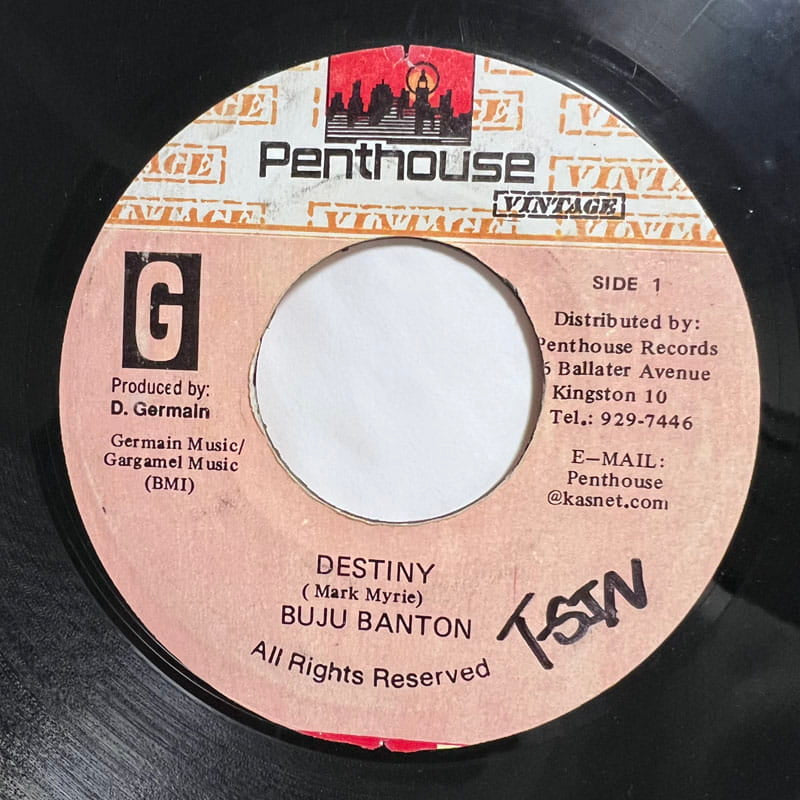 Penthouse
VINTAGE
G
Produced by:
D. Germain
Germain Music/
Gargamel Music
(BMI)
SIDE 1
Distributed by:
Penthouse Records
6 Ballater Avenue
Kingston 10
Tel.: 929-7446
E-MAIL:
Penthouse
@kasnet.com
DESTINY
( Mark Myrie)
BUJU BANTON
All Rights Reserved
T-SIN